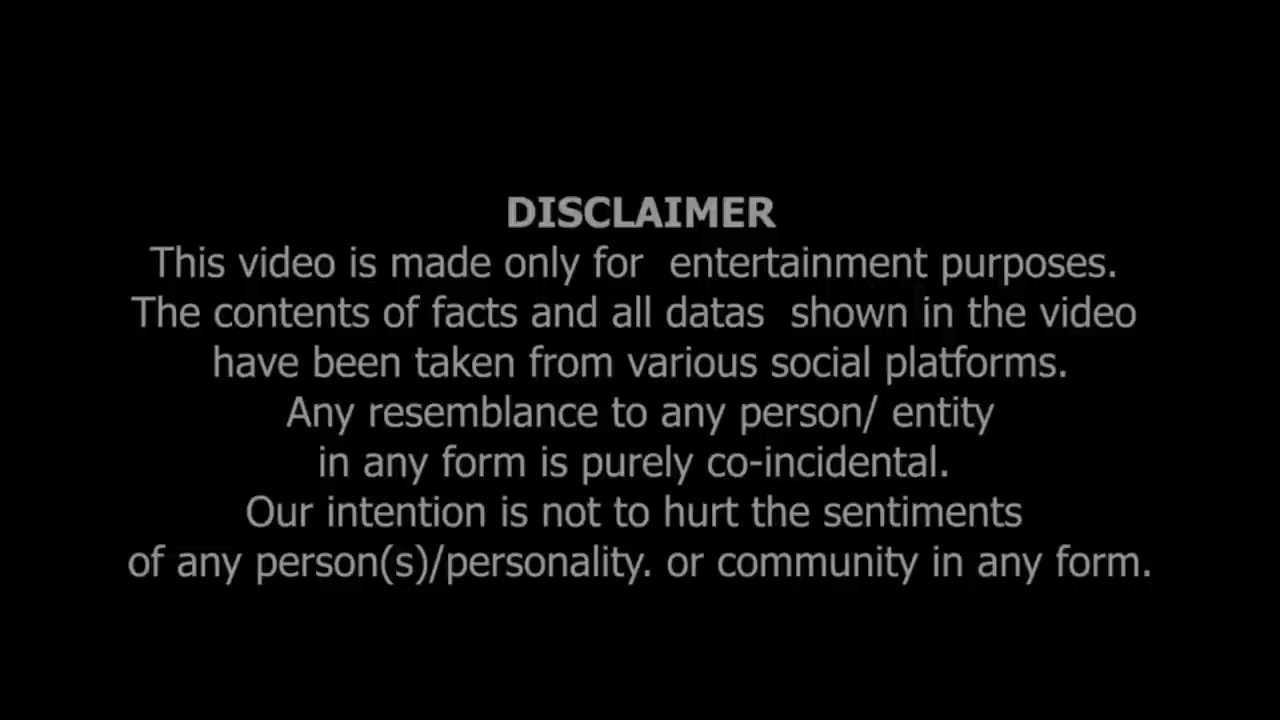 DISCLAIMER
This video is made only for  entertainment purposes.
The contents of facts and all datas  shown in the video
have been taken from various social platforms.
Any resemblance to any person/ entity
in any form is purely co-incidental.
Our intention is not to hurt the sentiments
of any person(s)/personality. or community in any form.